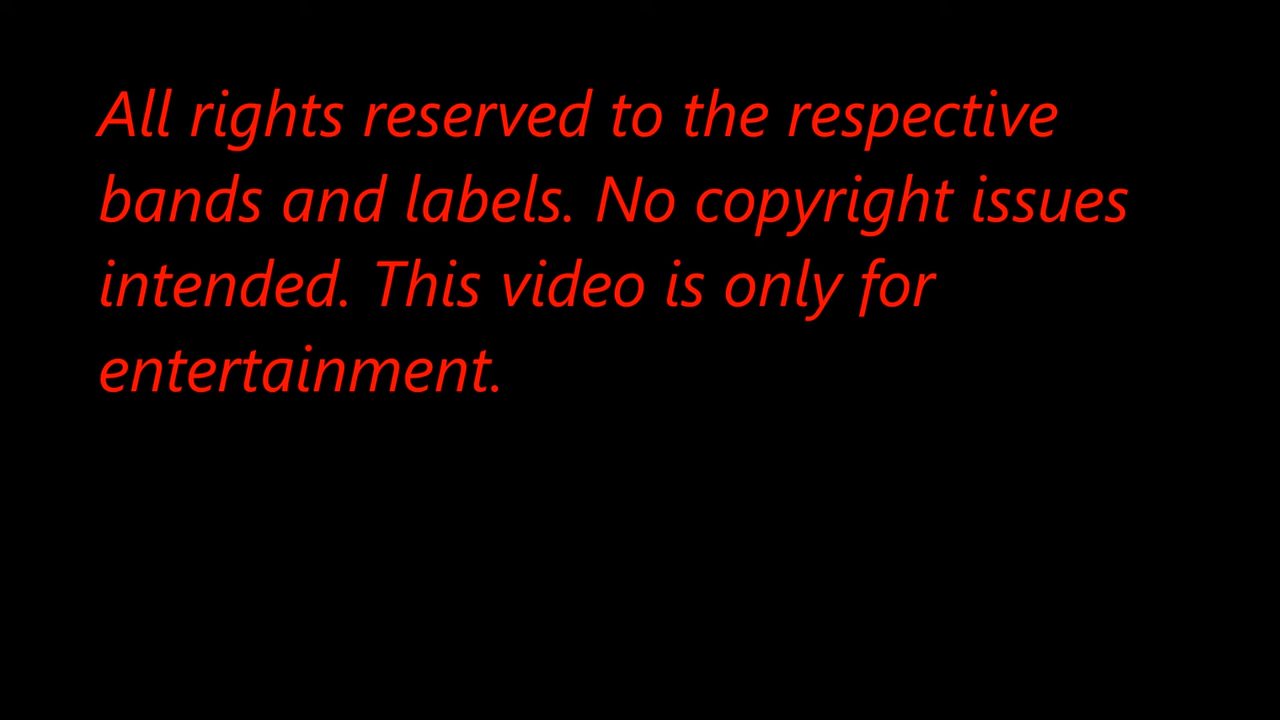 All rights reserved to the respective
bands and labels. No copyright issues
intended. This video is only for
entertainment.